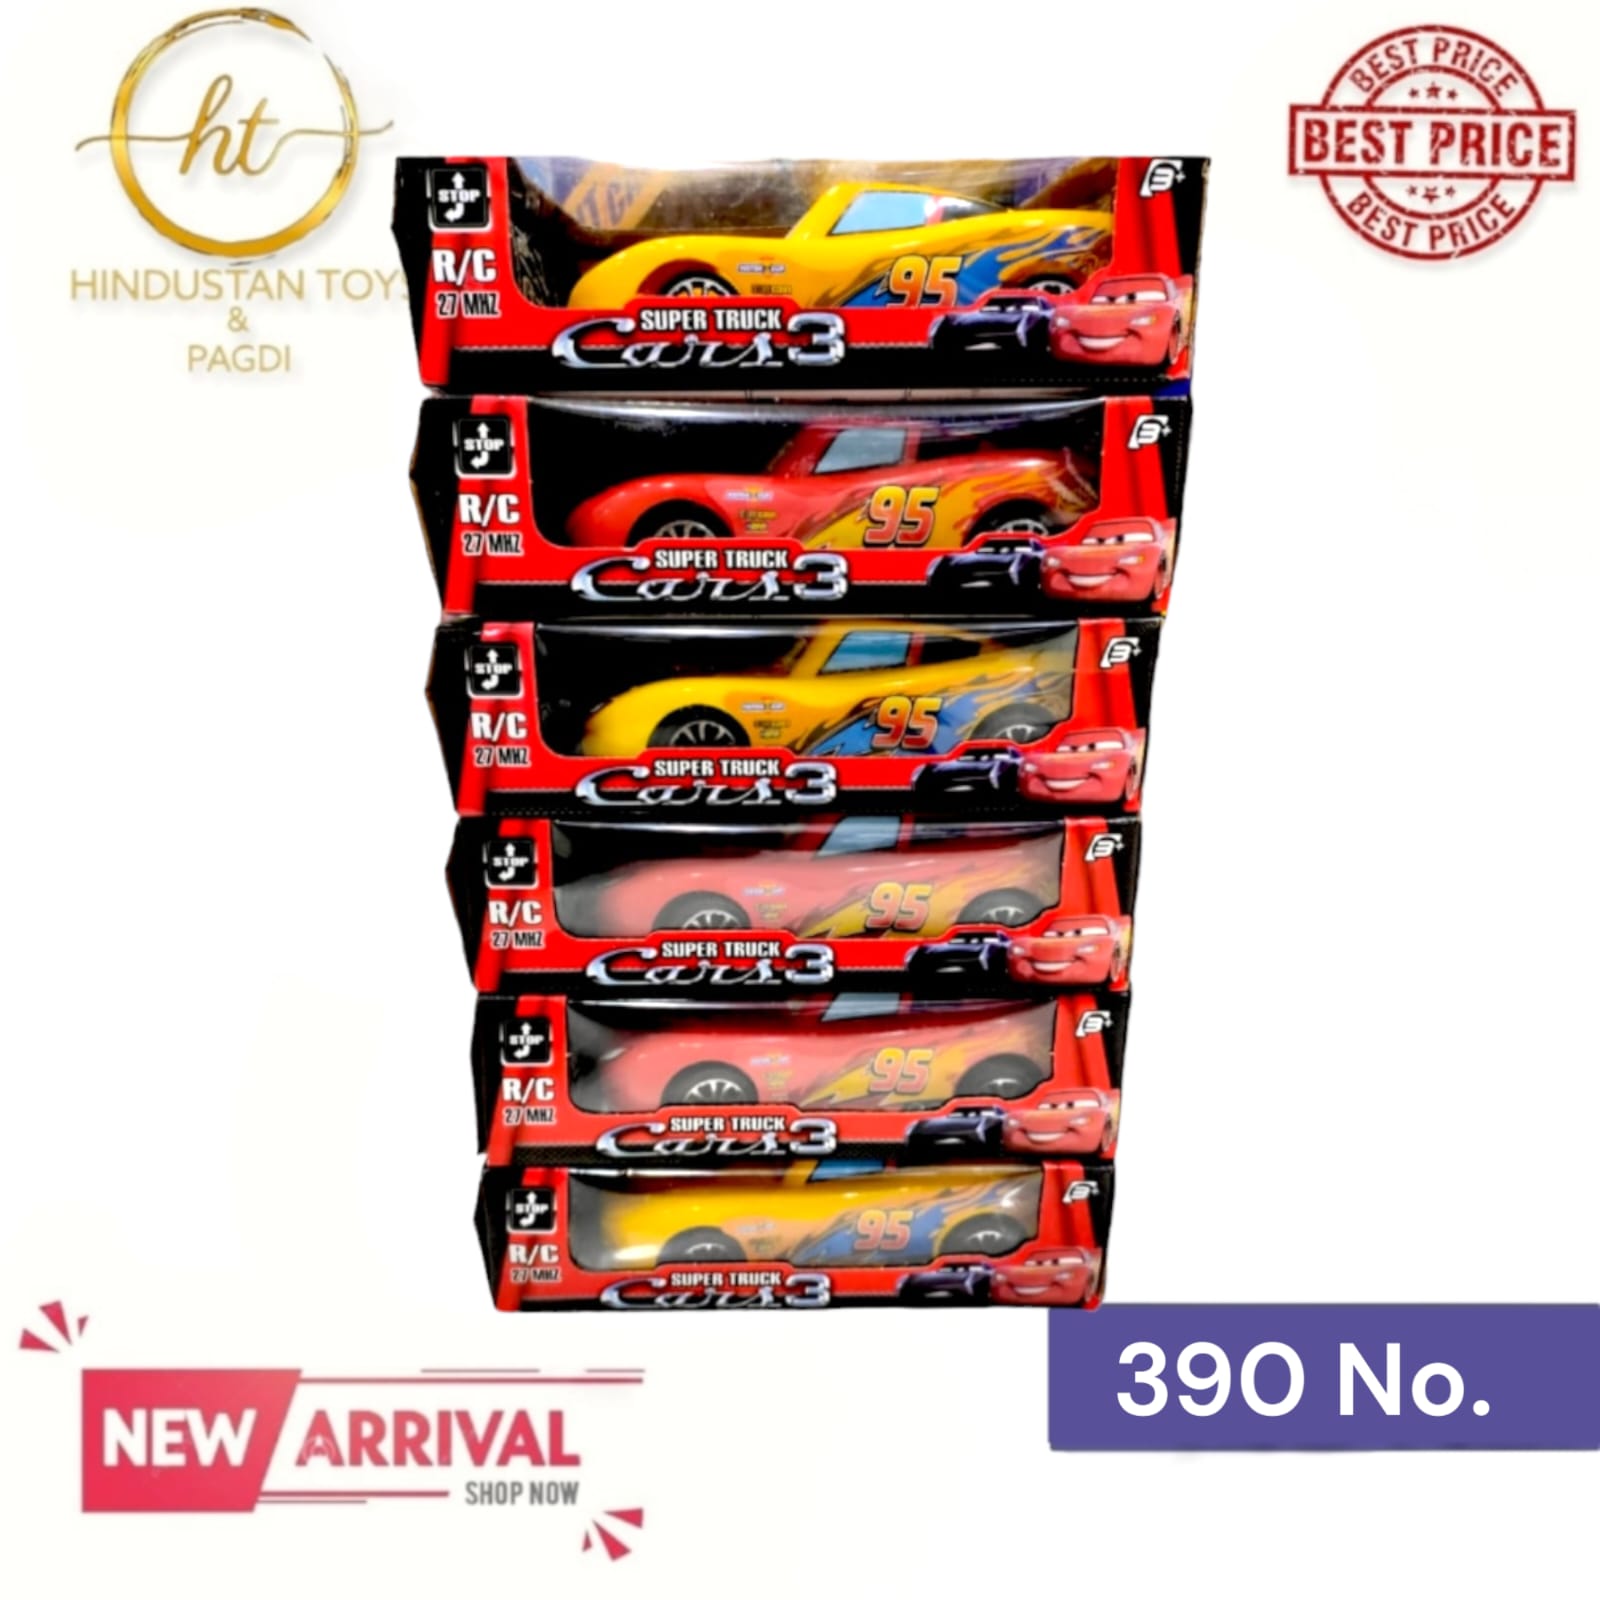 ht
HINDUSTAN TOYS
&
PAGDI
BEST PRICE
BEST PRICE
BEST PRICE
STOP
R/C
27 MHZ
95
3+
SUPER TRUCK
Cars 3
STOP
R/C
27 MHZ
95
3+
SUPER TRUCK
Cars 3
STOP
R/C
27 MHZ
95
3+
SUPER TRUCK
Cars 3
STOP
R/C
27 MHZ
95
3+
SUPER TRUCK
Cars 3
STOP
R/C
27 MHZ
95
3+
SUPER TRUCK
Cars 3
STOP
R/C
27 MHZ
95
3+
SUPER TRUCK
Cars 3
NEW ARRIVAL
SHOP NOW
390 No.